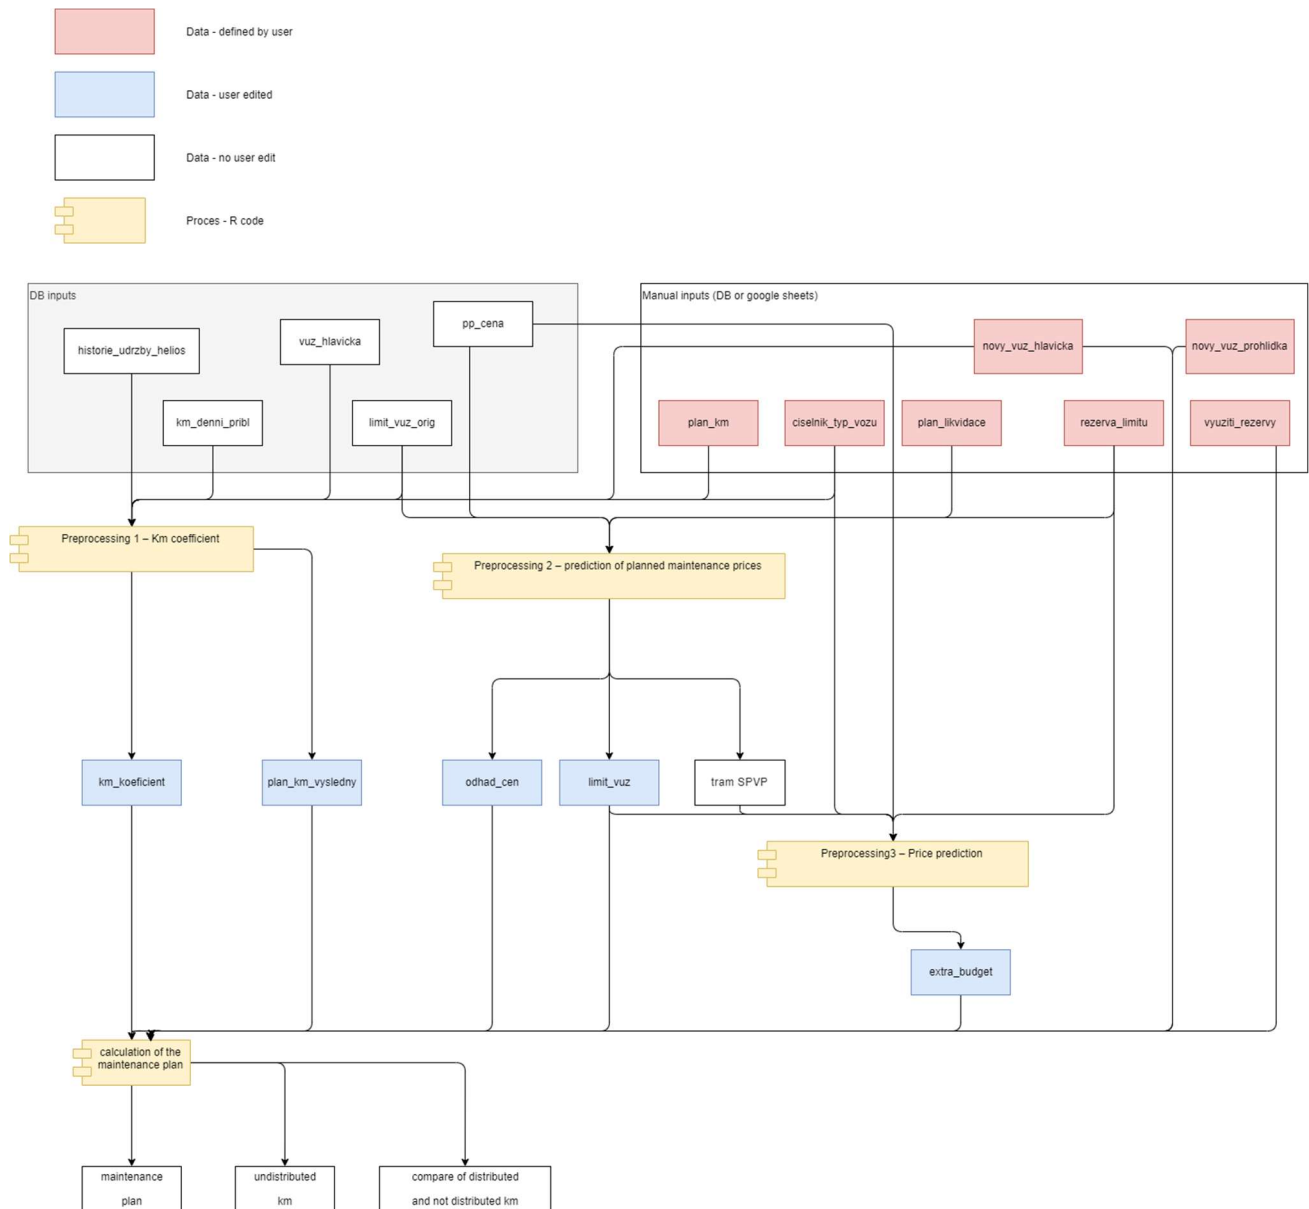 Data - defined by user
Data - user edited
Data - no user edit
Proces - R code
DB inputs
Manual inputs (DB or google sheets)
pp_cena
vuz_hlavicka
historie_udrzby_helios
novy_vuz_hlavicka
novy_vuz_prohlidka
km_denni_pribl
limit_vuz_orig
plan_km
ciselnik_typ_vozu
plan_likvidace
rezerva_limitu
vyuziti_rezervy
Preprocessing 1 – Km coefficient
Preprocessing 2 – prediction of planned maintenance prices
km_koeficient
plan_km_vysledny
odhad_cen
limit_vuz
tram SPVP
Preprocessing3 – Price prediction
extra_budget
calculation of the
maintenance plan
maintenance
plan
undistributed
km
compare of distributed
and not distributed km